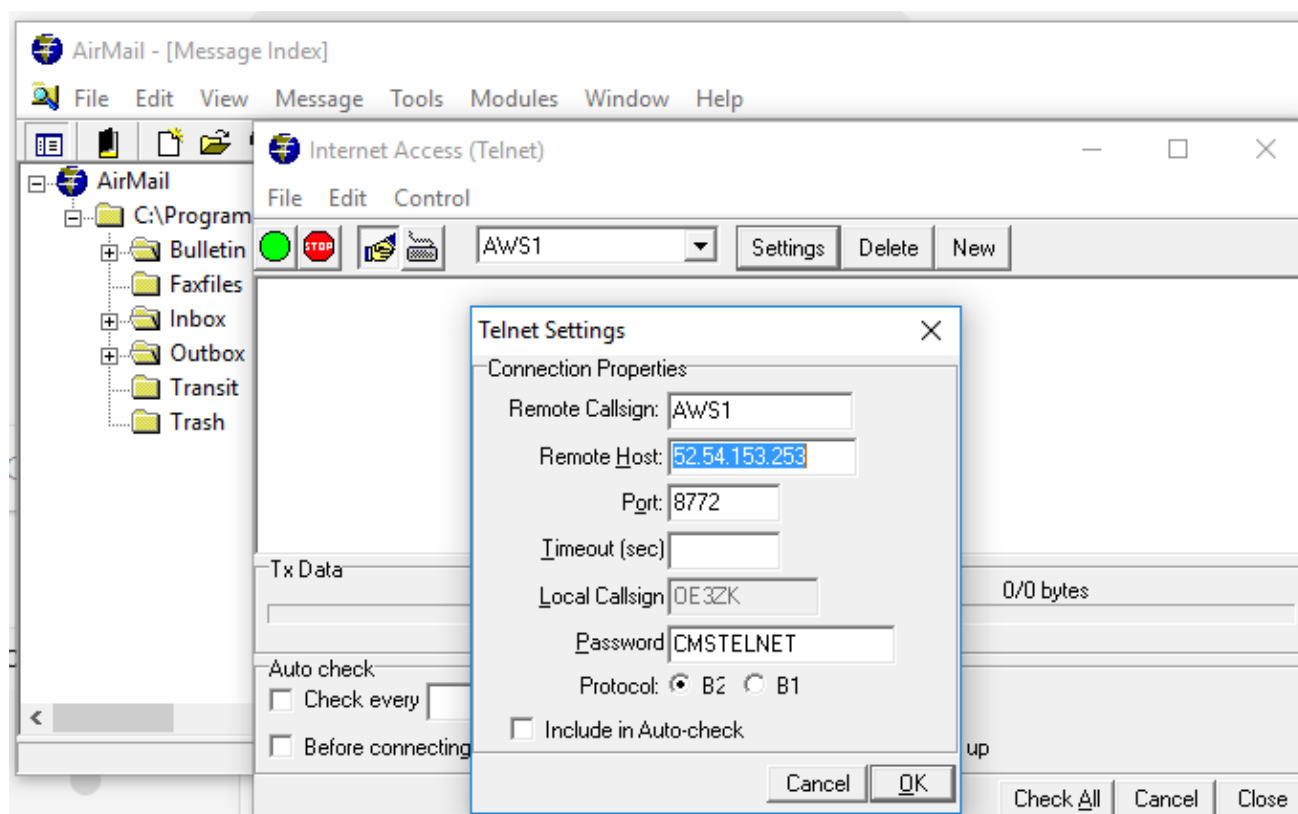 AirMail - [Message Index]
File Edit View Message Tools Modules Window Help
Internet Access (Telnet)
AirMail
File Edit Control
C:\Program
STOP
AWS1
Settings Delete New
Bulletin
Faxfiles
Inbox
Outbox
Transit
Trash
Telnet Settings
Connection Properties
Remote Callsign: AWS1
Remote Host: 52.54.153.253
Port: 8772
Timeout (sec)
Local Callsign OE3ZK
Password CMSTELNET
Protocol: B2 B1
Include in Auto-check
Cancel OK
Tx Data
0/0 bytes
Auto check
Check every
Before connecting
up
Check All Cancel Close